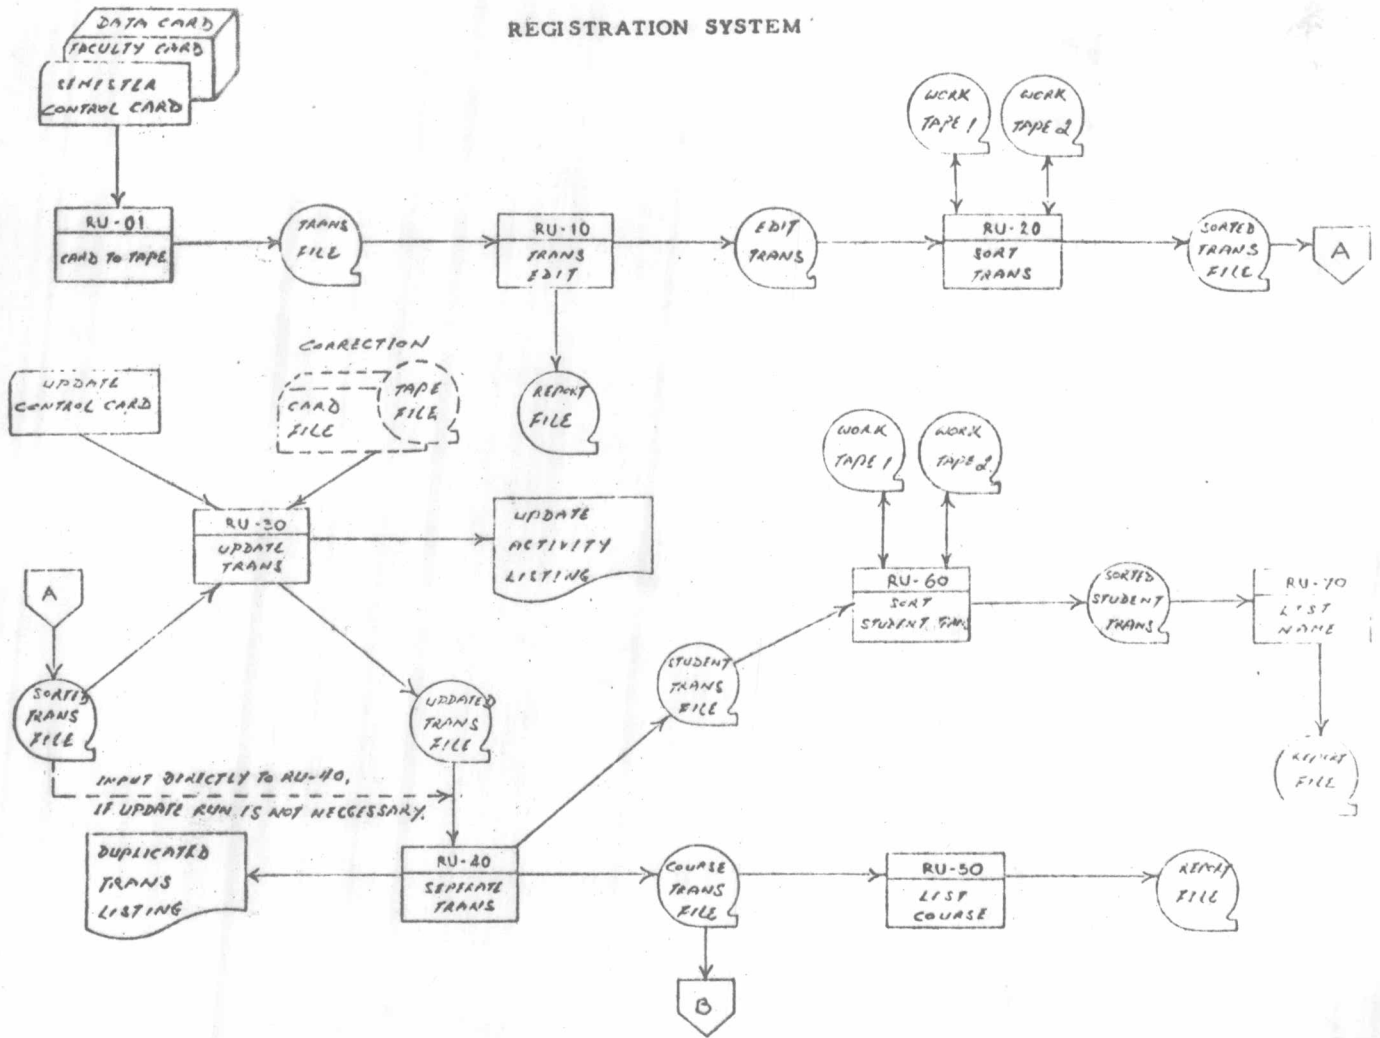 REGISTRATION SYSTEM
DATA CARD
FACULTY CARD
SEMESTER
CONTROL CARD
WORK
TAPE 1
WORK
TAPE 2
RU-01
CARD TO TAPE
TRANS
FILE
RU-10
TRANS
EDIT
EDIT
TRANS
RU-20
SORT
TRANS
SORTED
TRANS
FILE
A
CORRECTION
UPDATE
CONTROL CARD
CARD
FILE
TAPE
FILE
REPORT
FILE
WORK
TAPE 1
WORK
TAPE 2
RU-30
UPDATE
TRANS
UPDATE
ACTIVITY
LISTING
A
RU-60
SORT
STUDENT TRANS
SORTED
STUDENT
TRANS
RU-70
LIST
NAME
SORTED
TRANS
FILE
UPDATED
TRANS
FILE
STUDENT
TRANS
FILE
REPORT
FILE
INPUT DIRECTLY TO RU-40,
IF UPDATE RUN IS NOT NECCESSARY.
DUPLICATED
TRANS
LISTING
RU-40
SEPERATE
TRANS
COURSE
TRANS
FILE
RU-50
LIST
COURSE
REPORT
FILE
B